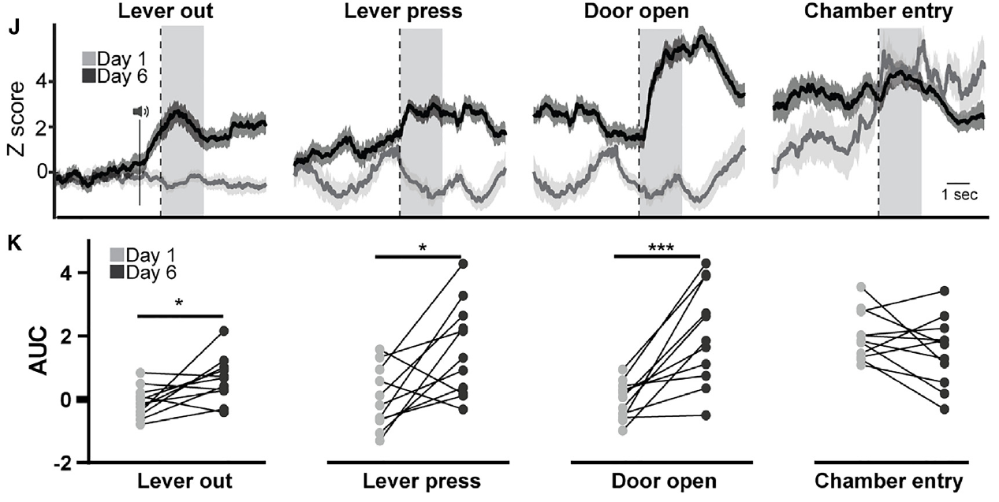 J
Lever out
Lever press
Door open
Chamber entry
Day 1
Day 6
Z score
4
2
0
1 sec
K
Day 1
Day 6
AUC
4
2
0
-2
*
*
***
Lever out
Lever press
Door open
Chamber entry